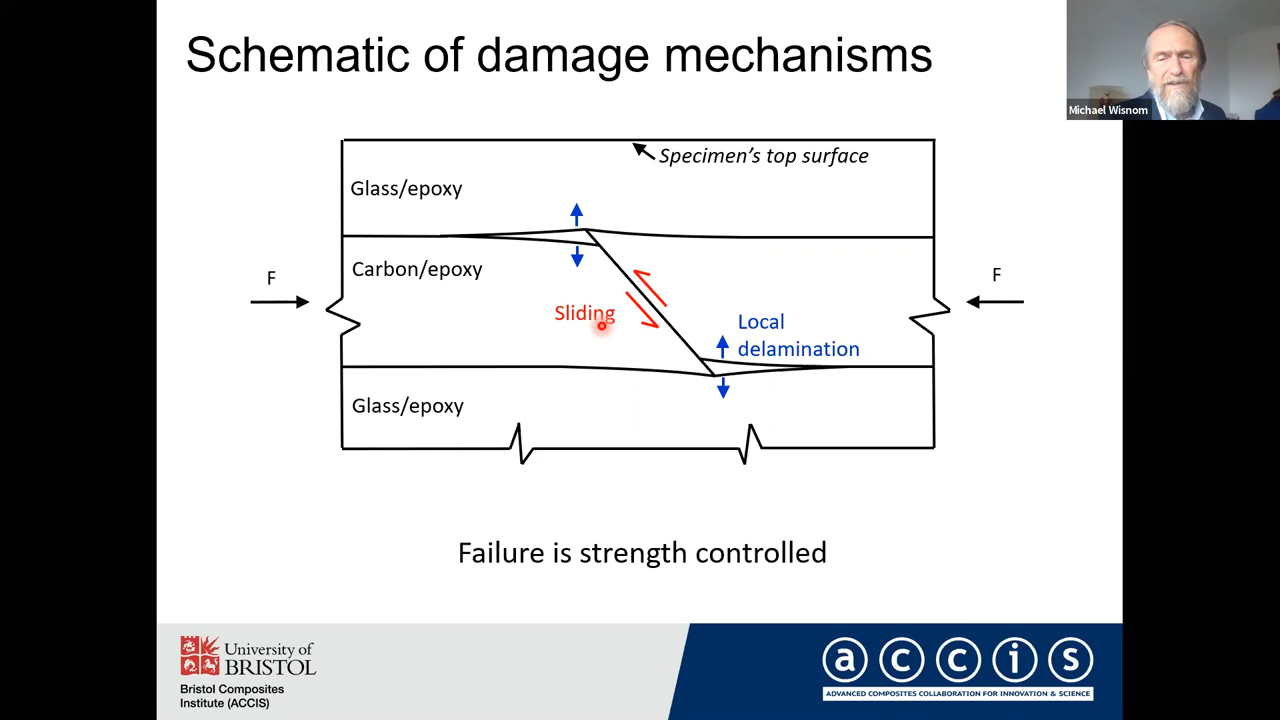 Schematic of damage mechanisms
Michael Wisnom
Specimen's top surface
Glass/epoxy
Carbon/epoxy
F
F
Sliding
Local
delamination
Glass/epoxy
Failure is strength controlled
University of
BRISTOL
Bristol Composites
Institute (ACCIS)
accis
ADVANCED COMPOSITES COLLABORATION FOR INNOVATION & SCIENCE